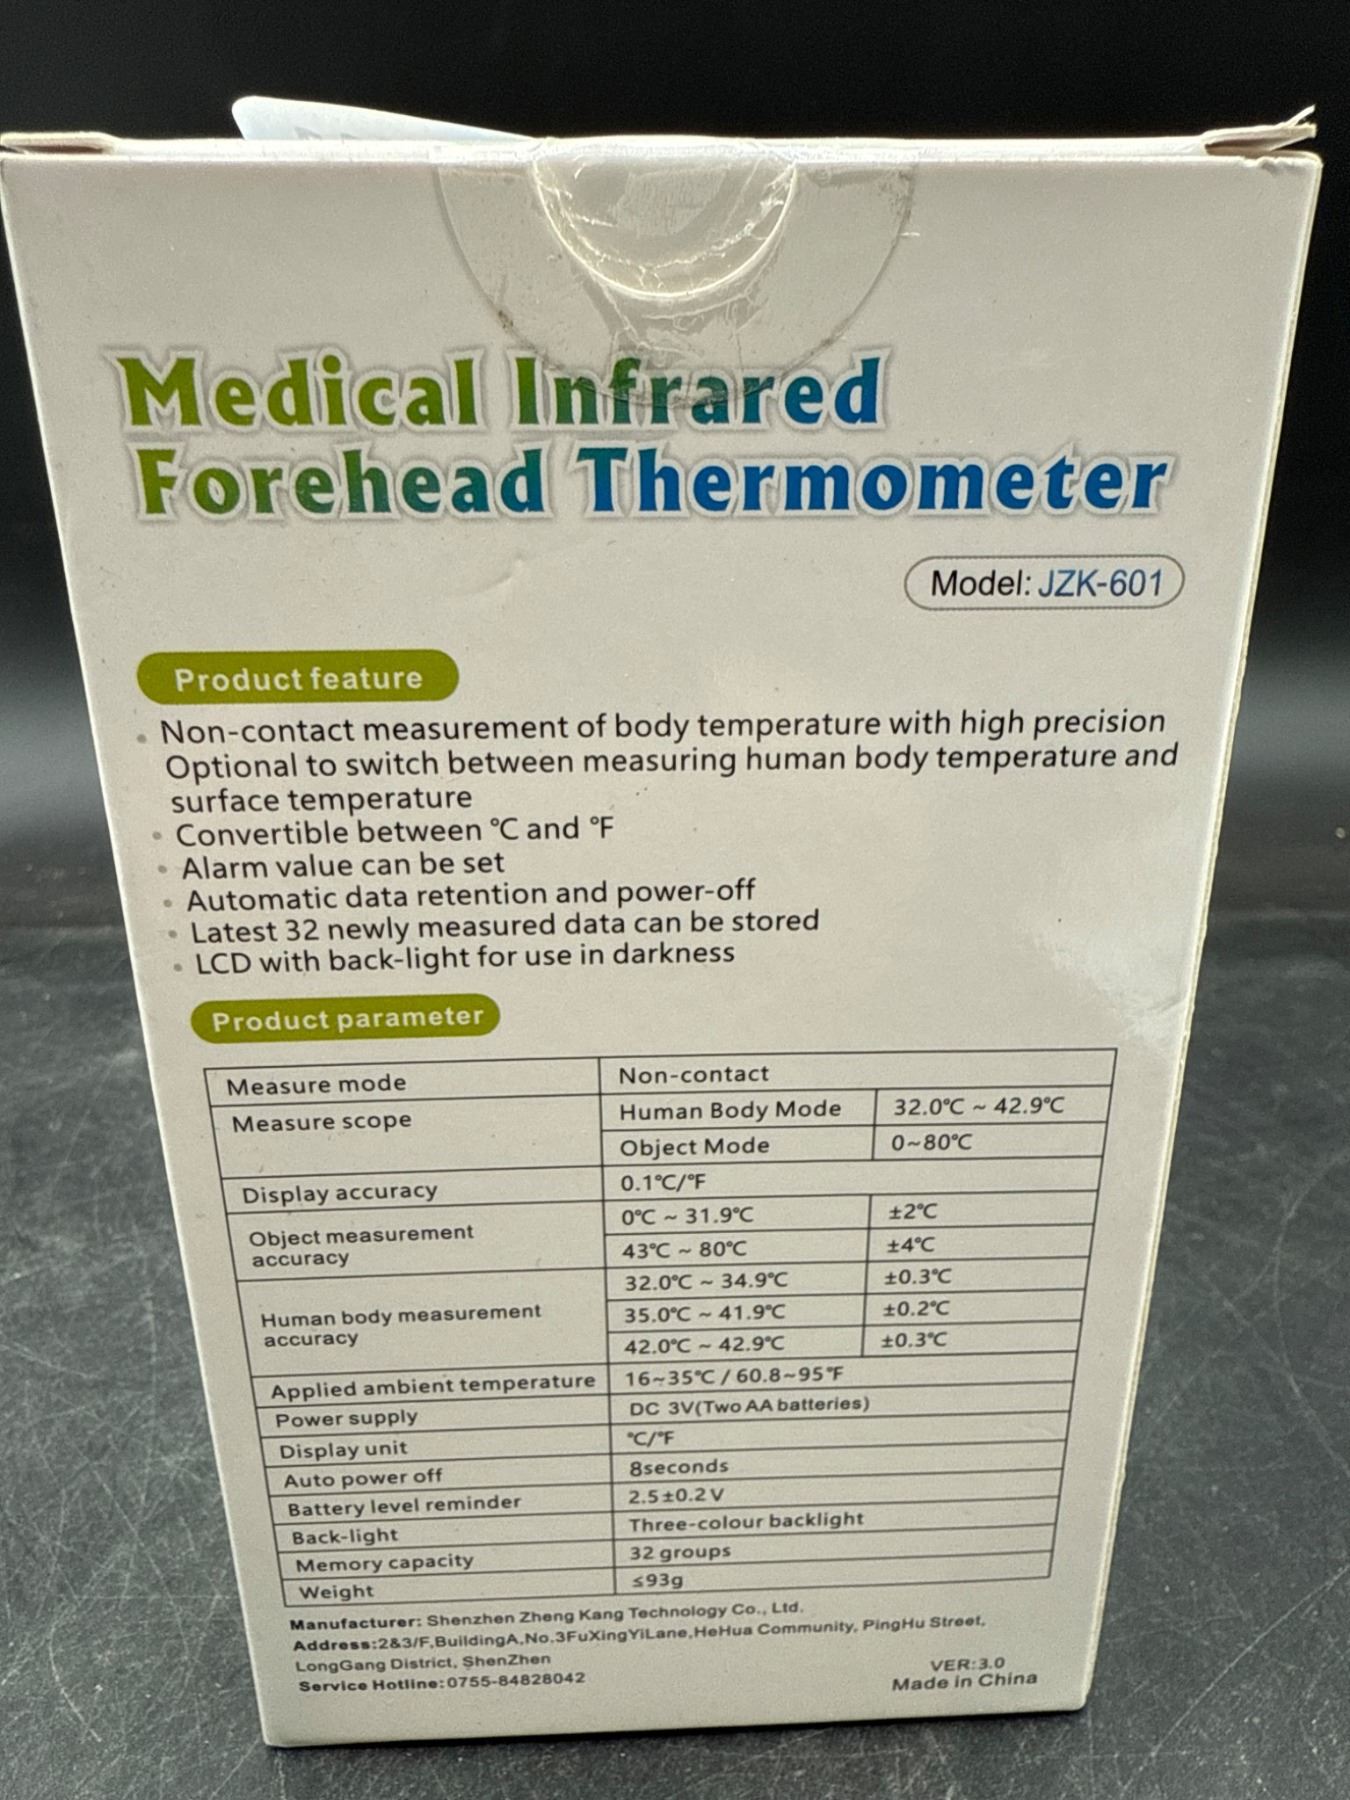 Medical Infrared
Forehead Thermometer
Model: JZK-601
Product feature
• Non-contact measurement of body temperature with high precision
Optional to switch between measuring human body temperature and
surface temperature
• Convertible between °C and °F
• Alarm value can be set
• Automatic data retention and power-off
• Latest 32 newly measured data can be stored
• LCD with back-light for use in darkness
Product parameter
Measure mode Non-contact
Measure scope Human Body Mode 32.0°C ~ 42.9°C
Object Mode 0~80°C
Display accuracy 0.1°C/°F
Object measurement
accuracy
0°C ~ 31.9°C ±2°C
43°C ~ 80°C ±4°C
Human body measurement
accuracy
32.0°C ~ 34.9°C ±0.3°C
35.0°C ~ 41.9°C ±0.2°C
42.0°C ~ 42.9°C ±0.3°C
Applied ambient temperature 16~35°C / 60.8~95°F
Power supply DC 3V(Two AA batteries)
Display unit °C/°F
Auto power off 8seconds
Battery level reminder 2.5±0.2V
Back-light Three-colour backlight
Memory capacity 32 groups
Weight ≤93g
Manufacturer: Shenzhen Zheng Kang Technology Co., Ltd.
Address:2&3/F,BuildingA,No.3FuXingYiLane,HeHua Community, PingHu Street,
LongGang District, ShenZhen
Service Hotline:0755-84828042
VER:3.0
Made in China